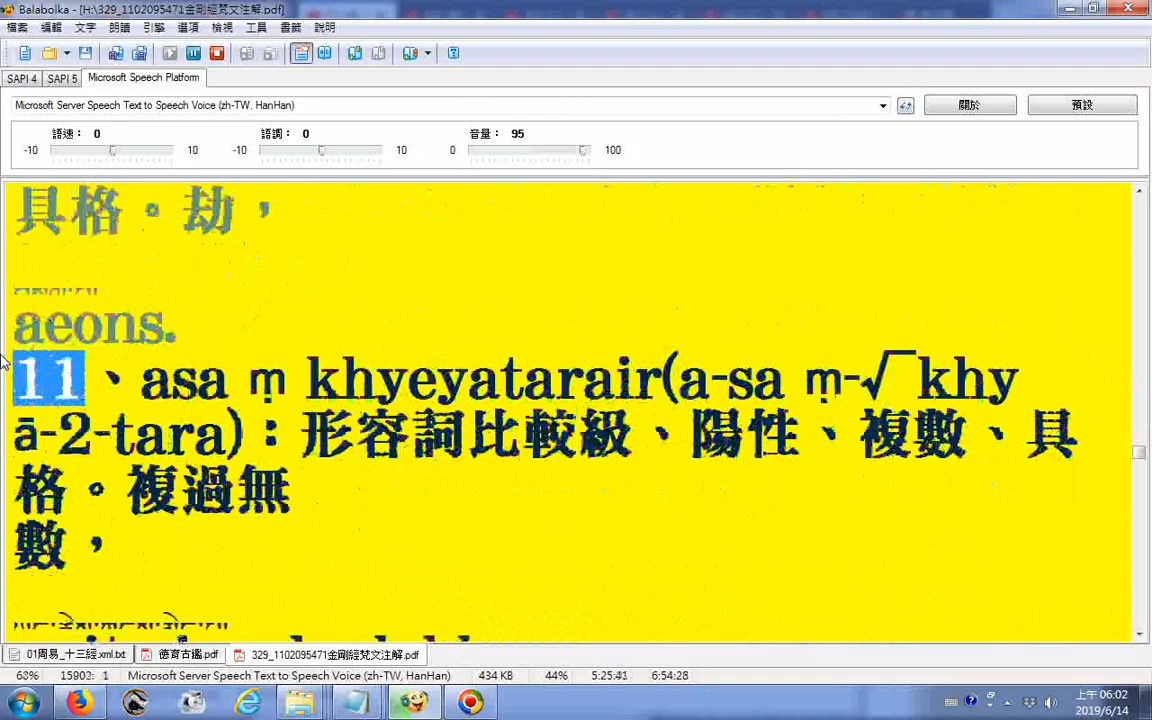 Balabolka - [H:\329_1102095471金剛經梵文注解.pdf]
檔案 編輯 文字 朗讀 引擎 選項 檢視 工具 書籤 說明
SAPI 4 SAPI 5 Microsoft Speech Platform
Microsoft Server Speech Text to Speech Voice (zh-TW, HanHan)
關於 預設
語速： 0 語調： 0 音量： 95
-10 10 -10 10 0 100
具格。劫，
aeons.
11、asa ṃ khyeyatarair(a-sa ṃ-√khy
ā-2-tara)：形容詞比較級、陽性、複數、具
格。複過無
數，
01周易_十三經.xml.txt 德育古鑑.pdf 329_1102095471金剛經梵文注解.pdf
68% 15903: 1 Microsoft Server Speech Text to Speech Voice (zh-TW, HanHan) 434 KB 44% 5:25:41 6:54:28
上午 06:02
2019/6/14